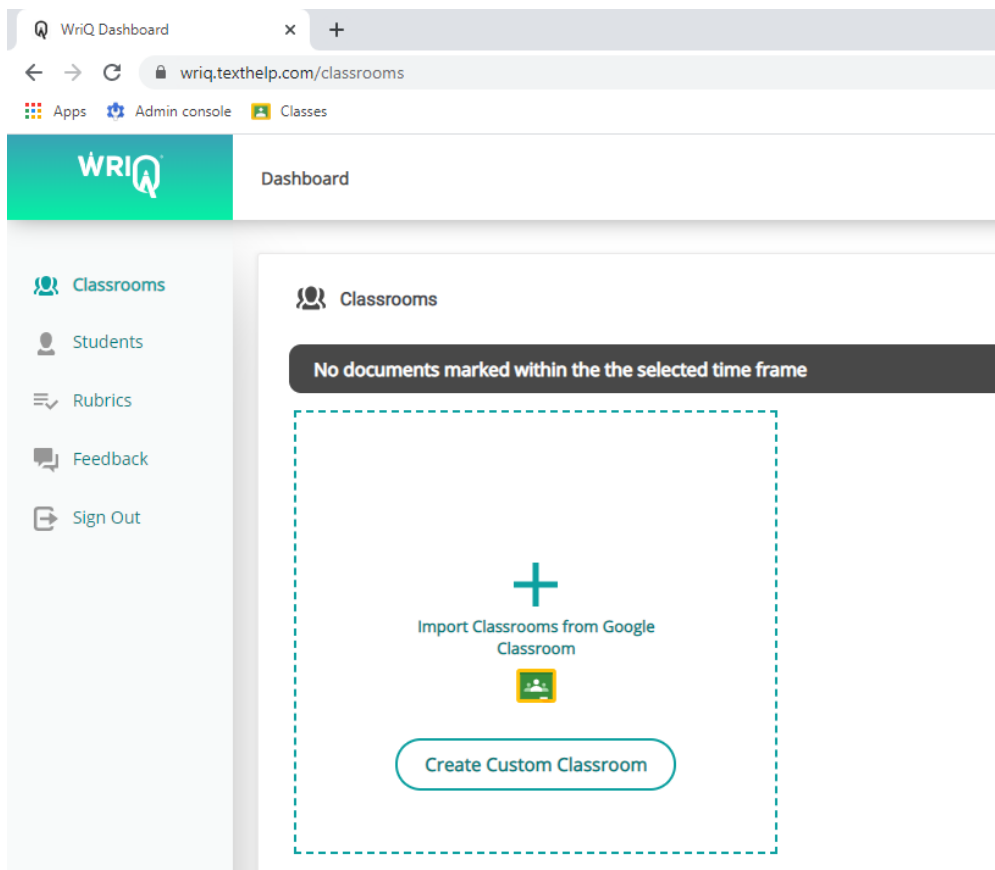 WriQ Dashboard
wriq.texthelp.com/classrooms
Apps Admin console Classes
WRIQ
Dashboard
Classrooms
Students
Rubrics
Feedback
Sign Out
Classrooms
No documents marked within the the selected time frame
Import Classrooms from Google
Classroom
Create Custom Classroom